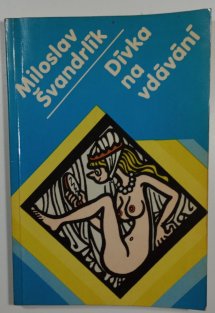 Miloslav
Švandrlík
Dívka
na
vdávání